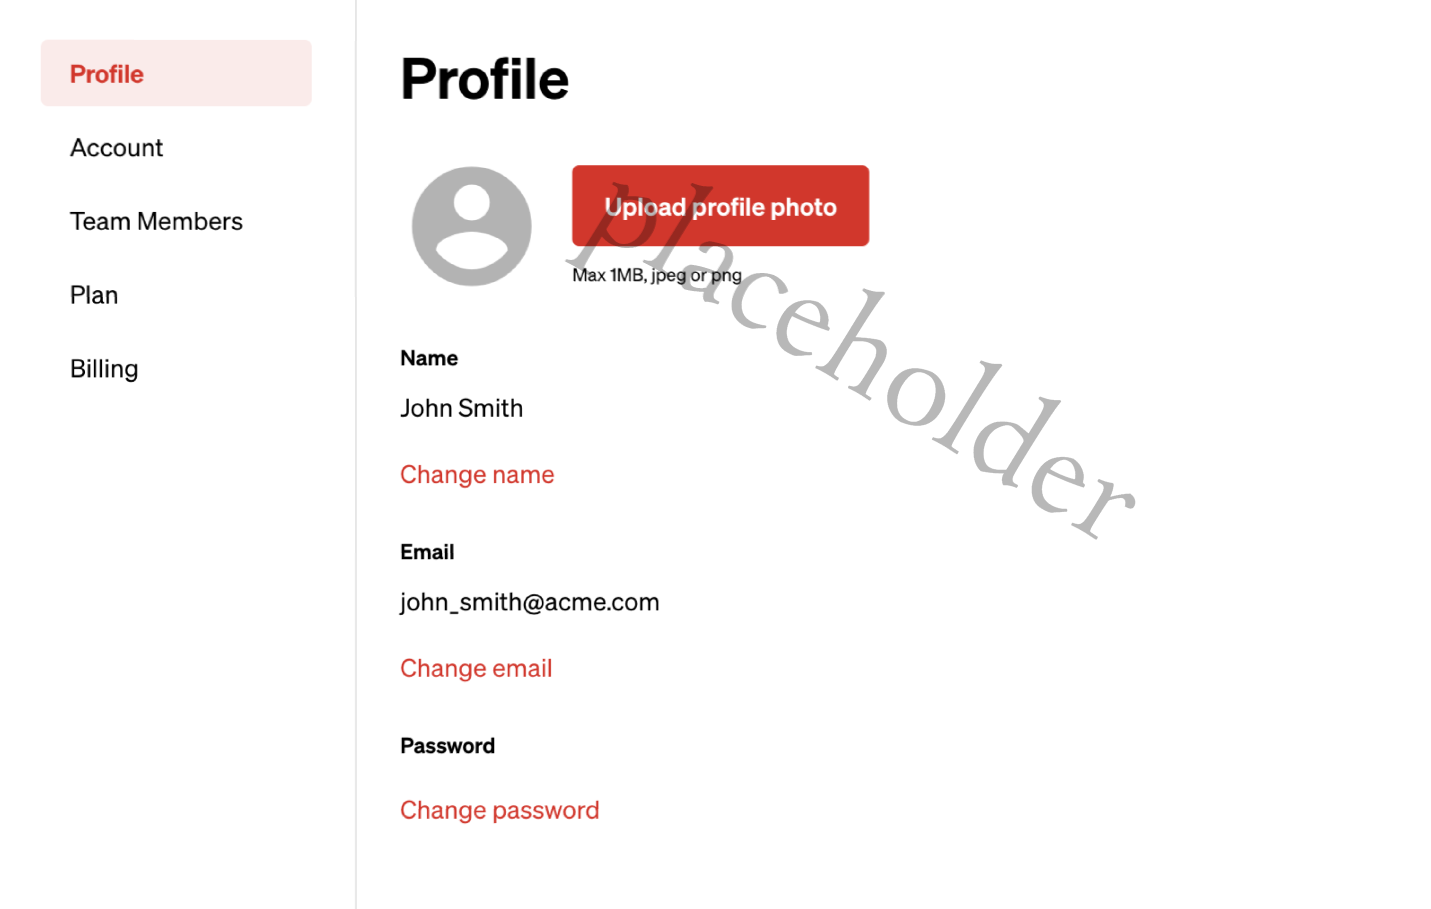 Profile
Account
Team Members
Plan
Billing
Profile
Upload profile photo
Max 1MB, jpeg or png
placeholder
Name
John Smith
Change name
Email
john_smith@acme.com
Change email
Password
Change password